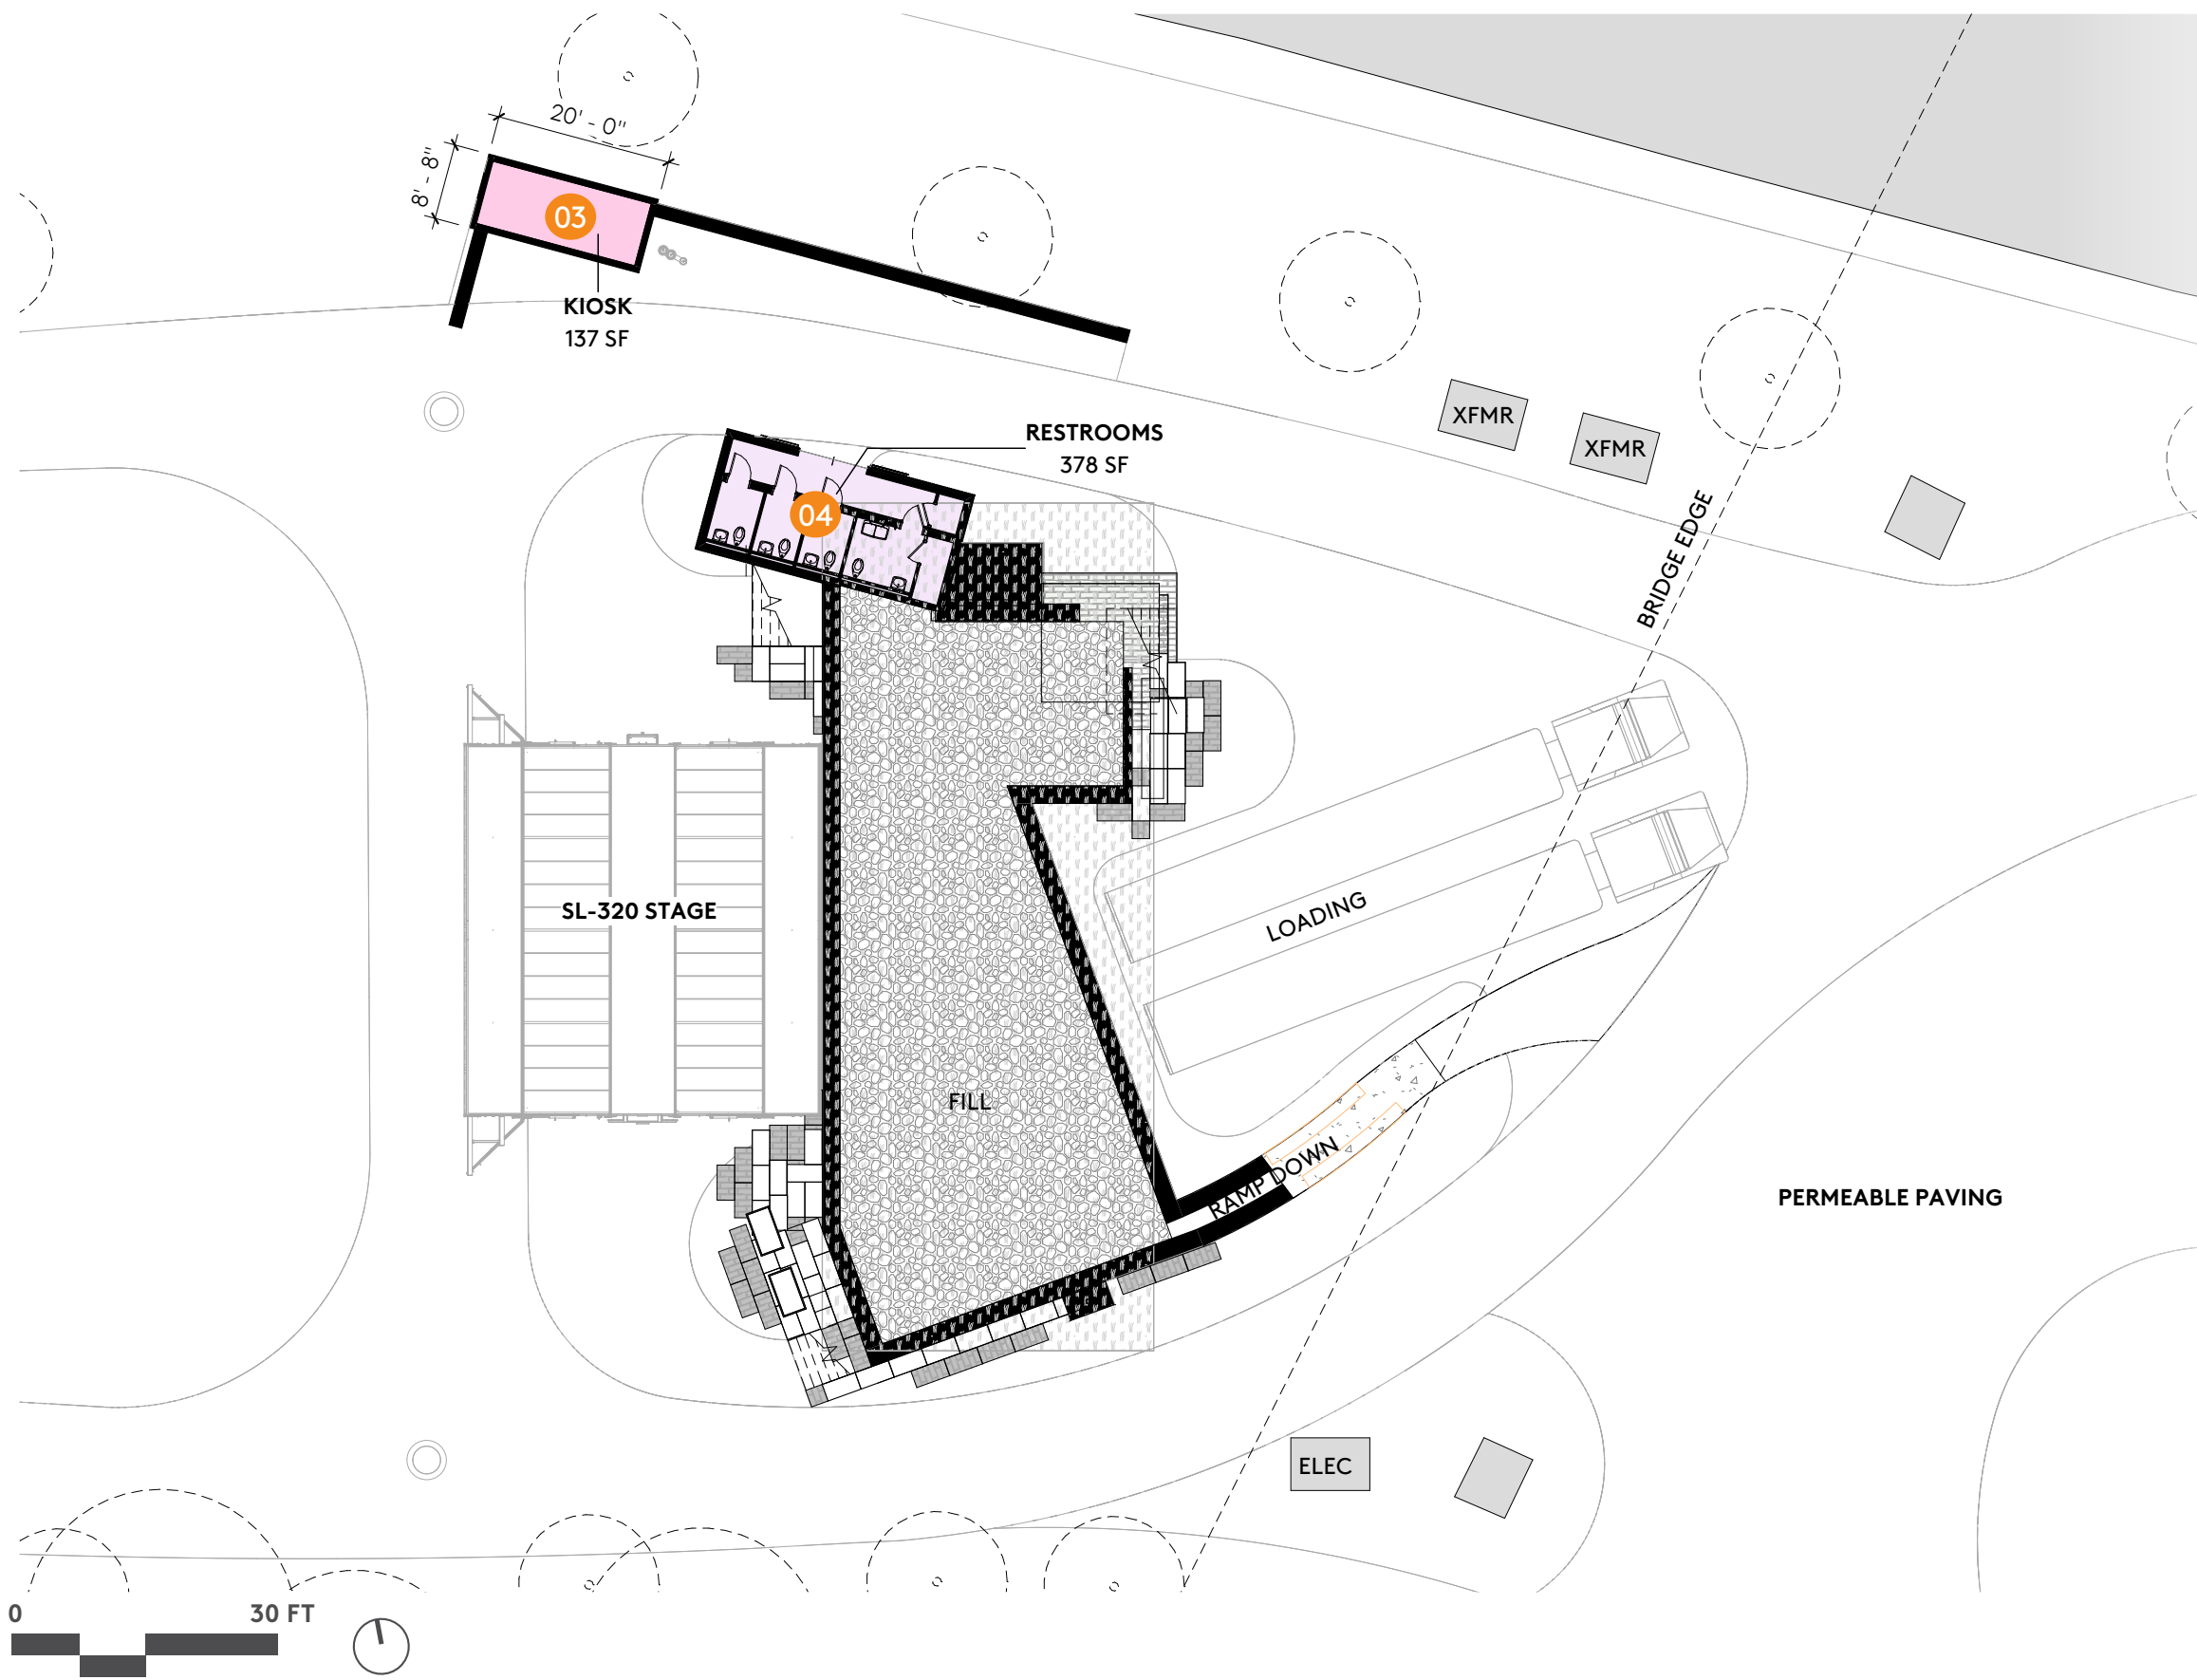 20' - 0"
8' - 8"
03
KIOSK
137 SF
RESTROOMS
378 SF
04
XFMR
XFMR
BRIDGE EDGE
SL-320 STAGE
LOADING
FILL
RAMP DOWN
PERMEABLE PAVING
ELEC
0
30 FT